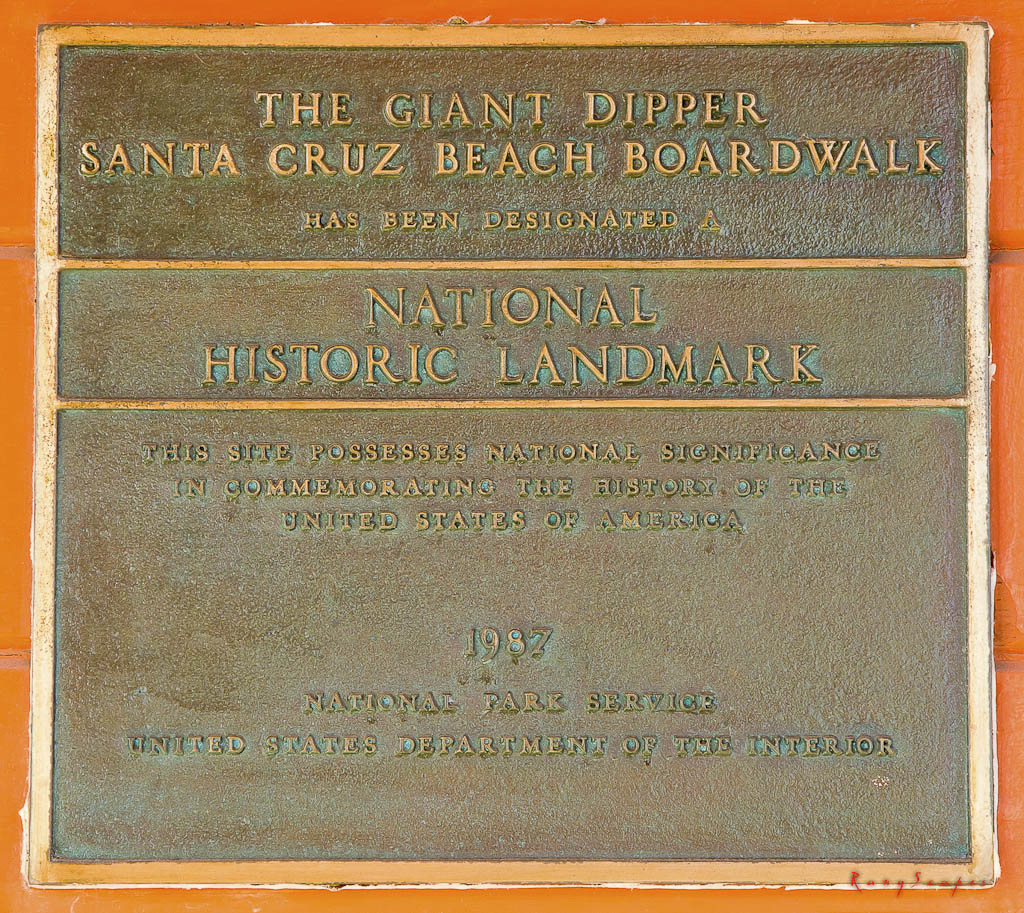 THE GIANT DIPPER
SANTA CRUZ BEACH BOARDWALK
HAS BEEN DESIGNATED A
NATIONAL
HISTORIC LANDMARK
THIS SITE POSSESSES NATIONAL SIGNIFICANCE
IN COMMEMORATING THE HISTORY OF THE
UNITED STATES OF AMERICA
1987
NATIONAL PARK SERVICE
UNITED STATES DEPARTMENT OF THE INTERIOR